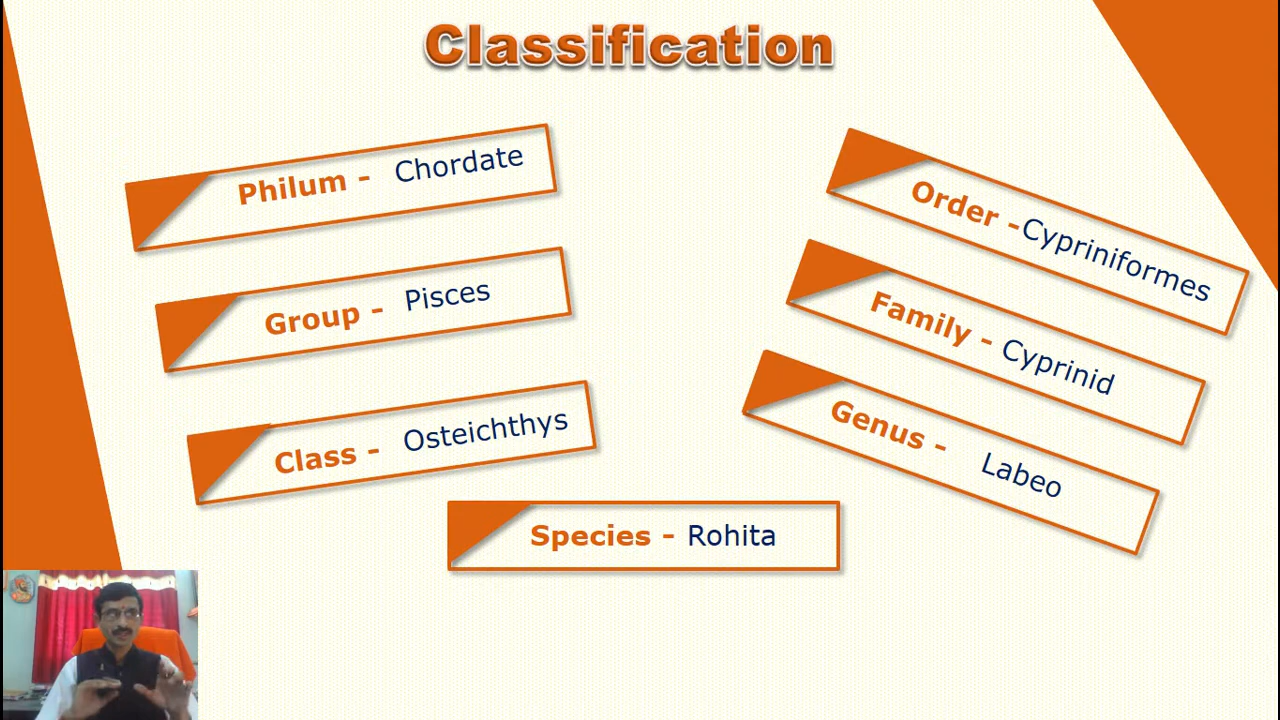 Classification
Philum - Chordate
Group - Pisces
Class - Osteichthys
Order -Cypriniformes
Family - Cyprinid
Genus - Labeo
Species - Rohita